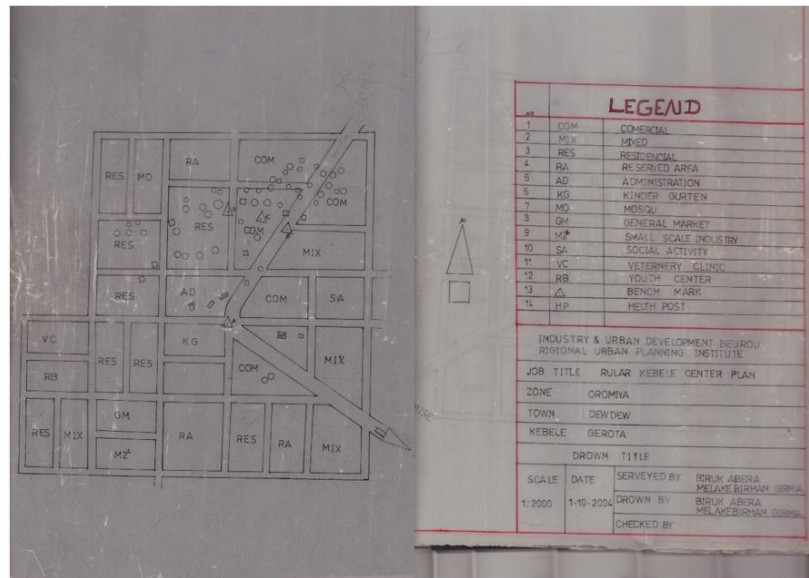 RES
MO
RA
COM
COM
RES
RES
COM
MIX
RES
AD
COM
SA
VC
RES
RES
KG
COM
MIX
RB
GM
RES
MIX
RA
RES
RA
MIX
LEGEND
1 COM COMERCIAL
2 MIX MIXED
3 RES RESIDENCIAL
4 RA RESERVED AREA
5 AD ADMINISTRATION
6 KG KINDER GURTEN
7 MO MOSQU
8 GM GENERAL MARKET
9 SMALL SCALE INDUSTRY
10 SA SOCIAL ACTIVITY
11 VC VETERNERY CLINIC
12 RB YOUTH CENTER
13 △ BENCH MARK
14 HP HELTH POST
INDUSTRY & URBAN DEVELOPMENT BEUROU
RIGIONAL URBAN PLANNING INSTITUTE
JOB TITLE RULAR KEBELE CENTER PLAN
ZONE OROMIYA
TOWN DEWDEW
KEBELE GEROTA
DROWN TITLE
SCALE DATE SERVEYED BY BIRUK ABERA
MELAKEBIRHAN
1:2000 1-10-2004 DROWN BY BIRUK ABERA
MELAKEBIRHAN
CHECKED BY